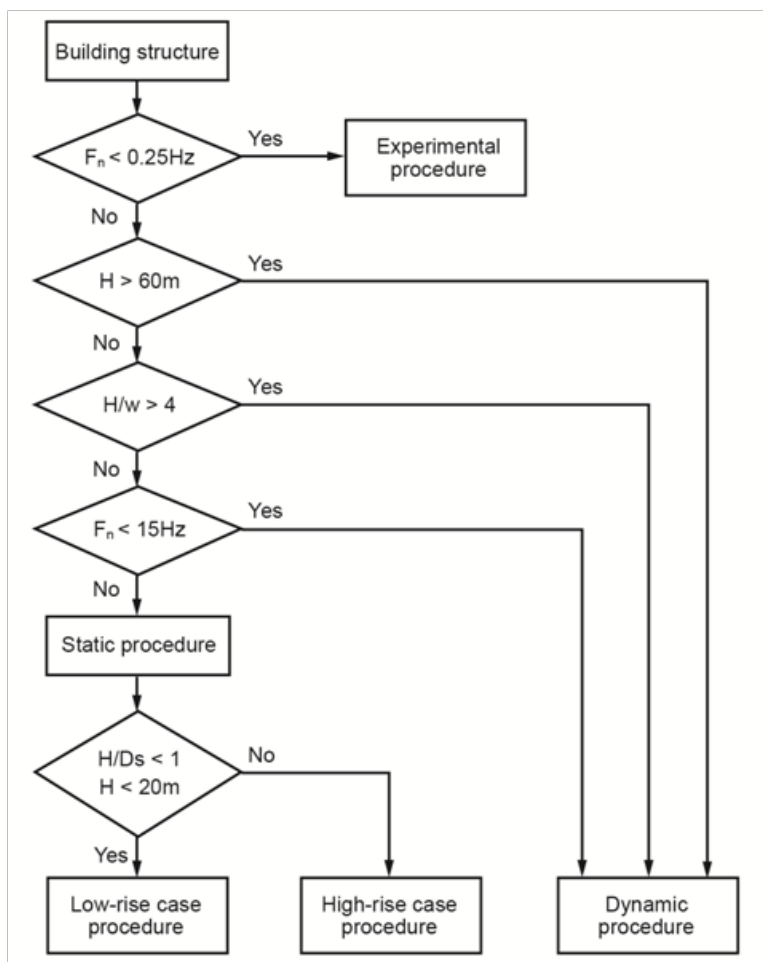 Building structure
Fₙ < 0.25Hz
Yes
Experimental
procedure
No
H > 60m
Yes
No
H/w > 4
Yes
No
Fₙ < 15Hz
Yes
No
Static procedure
H/Ds < 1
H < 20m
No
Yes
Low-rise case
procedure
High-rise case
procedure
Dynamic
procedure